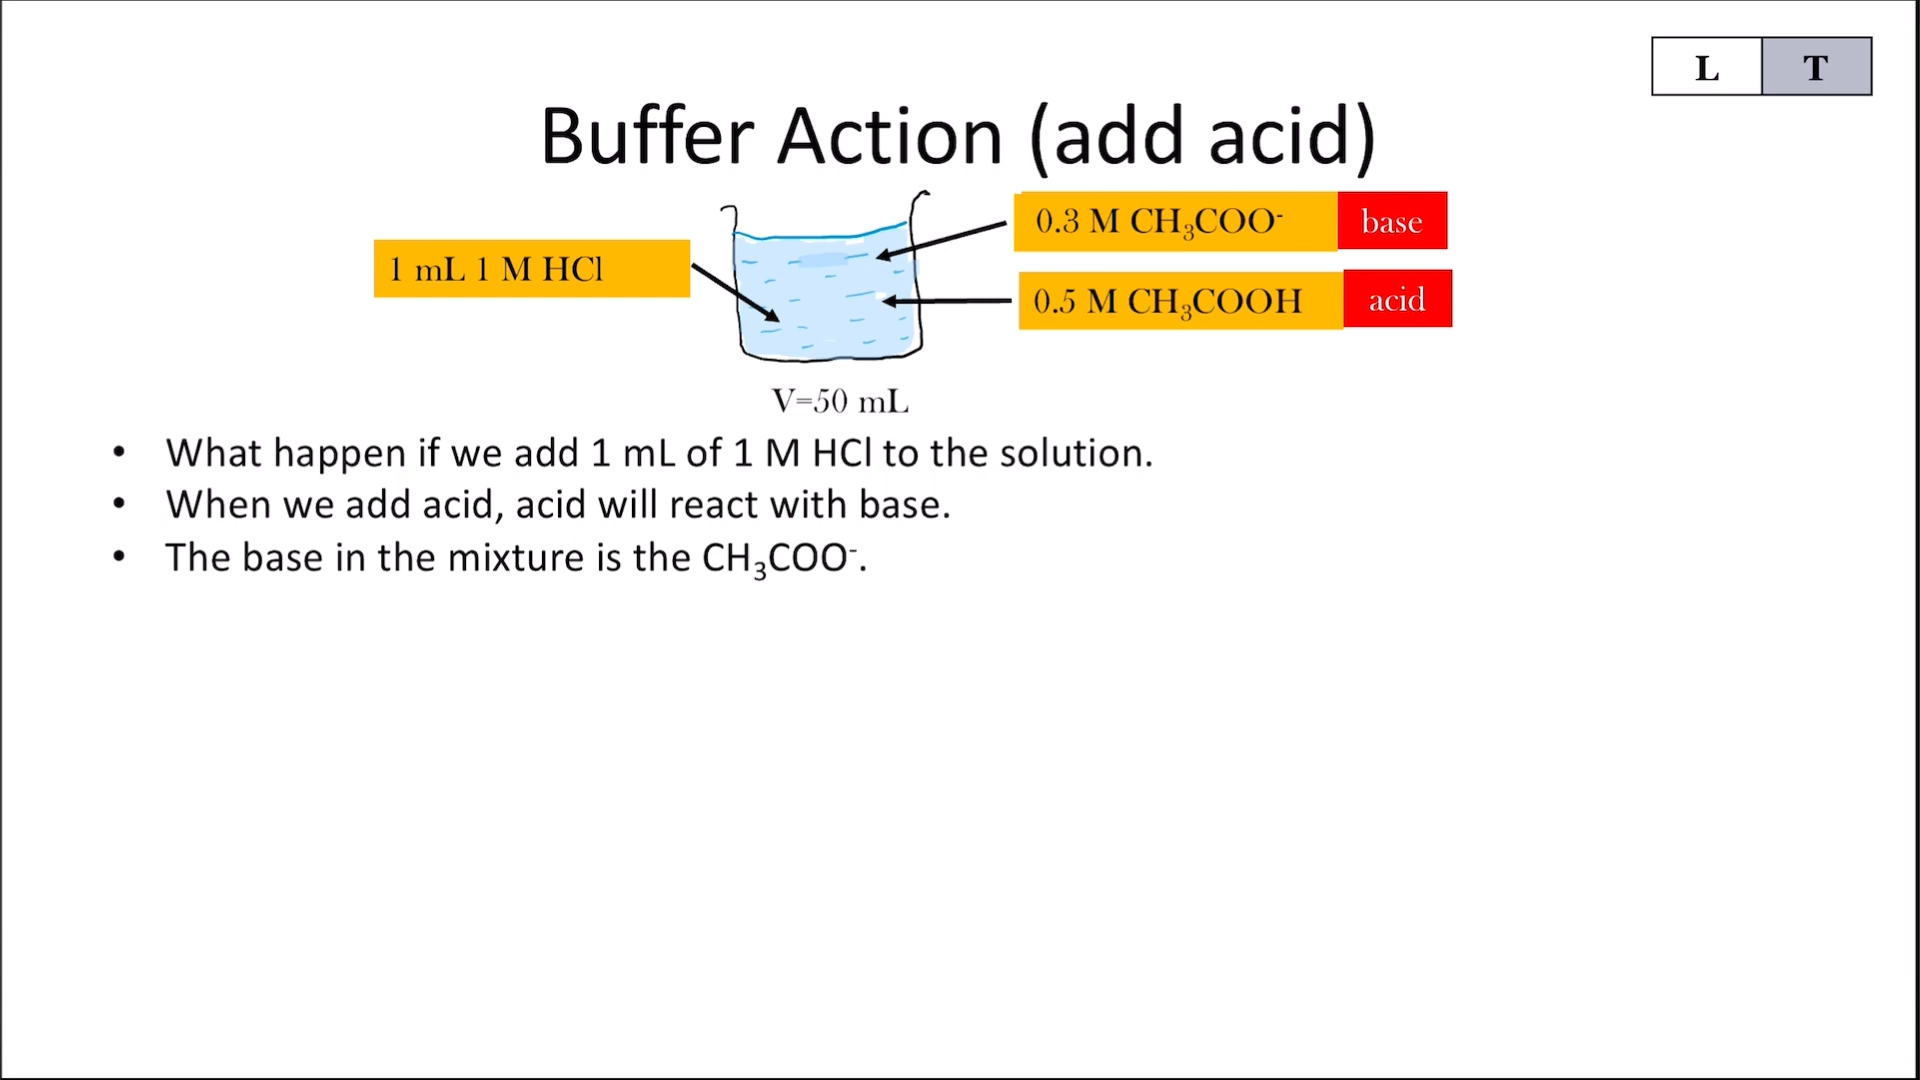 L T
Buffer Action (add acid)
0.3 M CH₃COO⁻ base
1 mL 1 M HCl
0.5 M CH₃COOH acid
V=50 mL
• What happen if we add 1 mL of 1 M HCl to the solution.
• When we add acid, acid will react with base.
• The base in the mixture is the CH₃COO⁻.